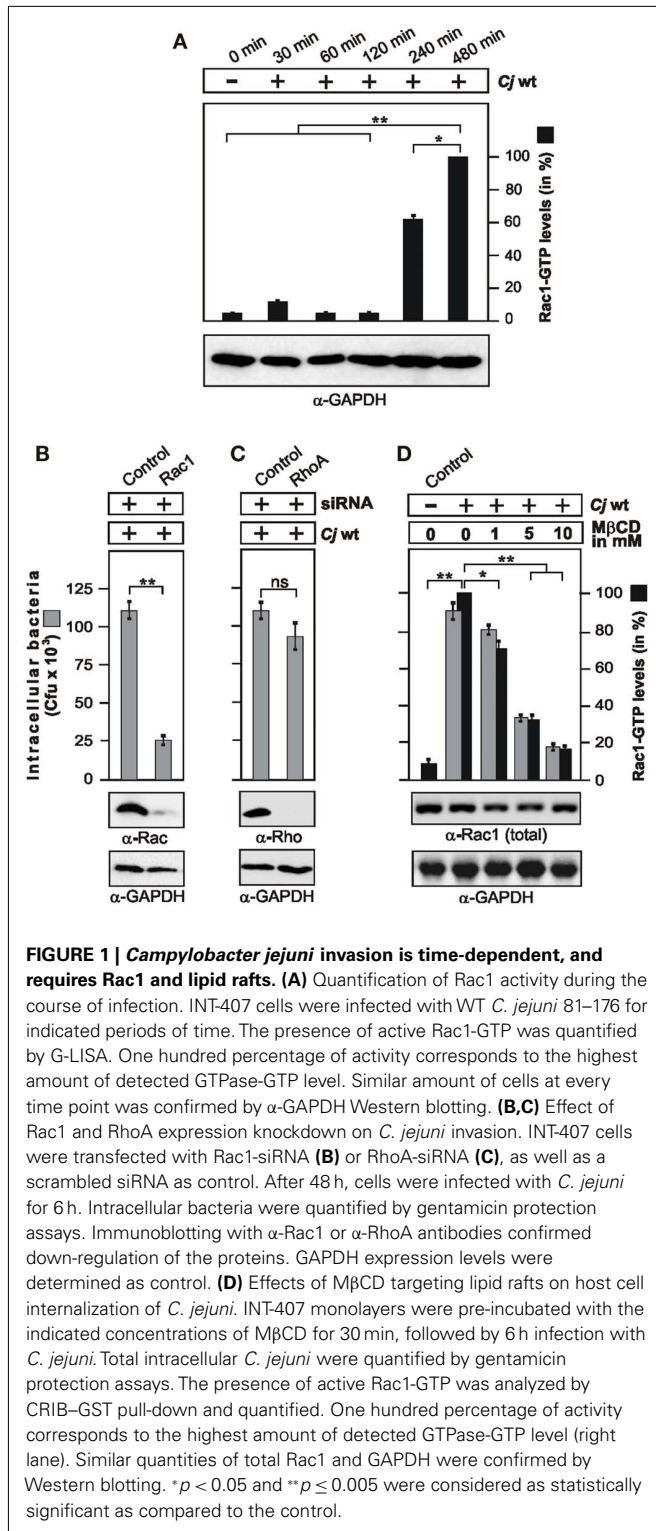 A
0 min 30 min 60 min 120 min 240 min 480 min
– + + + + + Cj wt
**
*
100
80
60
40
20
0
Rac1-GTP levels (in %)
α-GAPDH
B
Control Rac1
C
Control RhoA
D
Control
+ + + + siRNA
+ + + + Cj wt
– + + + + Cj wt
0 0 1 5 10 MβCD in mM
Intracellular bacteria
(Cfu x 10³)
125
100
75
50
25
0
**
ns
** * **
100
80
60
40
20
0
Rac1-GTP levels (in %)
α-Rac
α-GAPDH
α-Rho
α-GAPDH
α-Rac1 (total)
α-GAPDH
FIGURE 1 | Campylobacter jejuni invasion is time-dependent, and
requires Rac1 and lipid rafts. (A) Quantification of Rac1 activity during the
course of infection. INT-407 cells were infected with WT C. jejuni 81–176 for
indicated periods of time. The presence of active Rac1-GTP was quantified
by G-LISA. One hundred percentage of activity corresponds to the highest
amount of detected GTPase-GTP level. Similar amount of cells at every
time point was confirmed by α-GAPDH Western blotting. (B,C) Effect of
Rac1 and RhoA expression knockdown on C. jejuni invasion. INT-407 cells
were transfected with Rac1-siRNA (B) or RhoA-siRNA (C), as well as a
scrambled siRNA as control. After 48 h, cells were infected with C. jejuni
for 6 h. Intracellular bacteria were quantified by gentamicin protection
assays. Immunoblotting with α-Rac1 or α-RhoA antibodies confirmed
down-regulation of the proteins. GAPDH expression levels were
determined as control. (D) Effects of MβCD targeting lipid rafts on host cell
internalization of C. jejuni. INT-407 monolayers were pre-incubated with the
indicated concentrations of MβCD for 30 min, followed by 6 h infection with
C. jejuni. Total intracellular C. jejuni were quantified by gentamicin
protection assays. The presence of active Rac1-GTP was analyzed by
CRIB–GST pull-down and quantified. One hundred percentage of activity
corresponds to the highest amount of detected GTPase-GTP level (right
lane). Similar quantities of total Rac1 and GAPDH were confirmed by
Western blotting. *p < 0.05 and **p ≤ 0.005 were considered as statistically
significant as compared to the control.